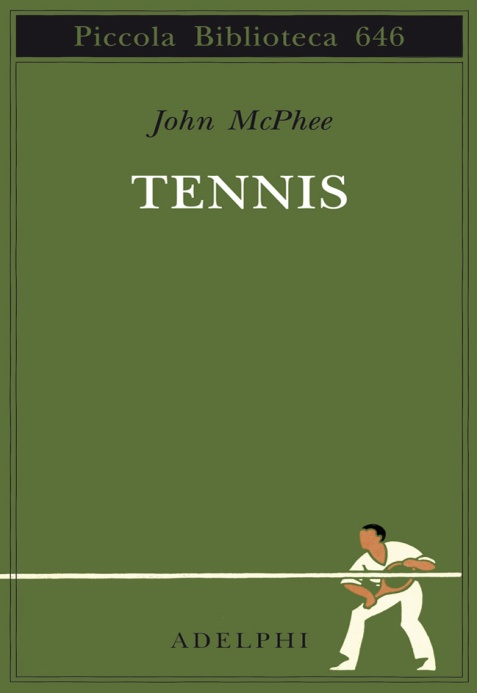 Piccola Biblioteca 646
John McPhee
TENNIS
ADELPHI